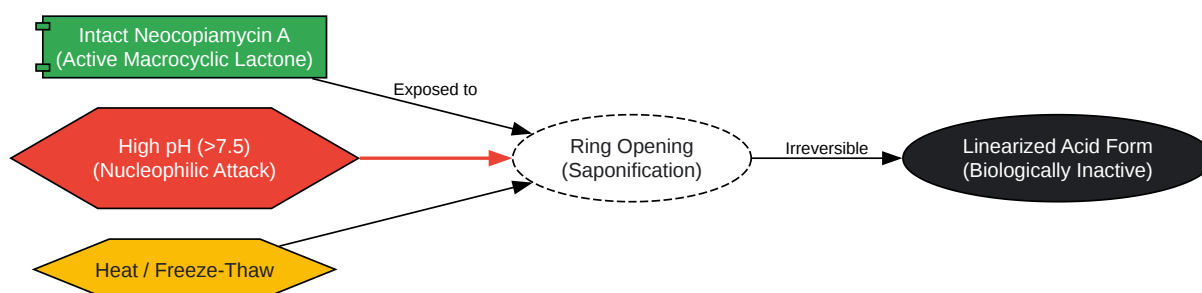 Intact Neocopiamycin A
(Active Macrocyclic Lactone)
Exposed to
High pH (>7.5)
(Nucleophilic Attack)
Ring Opening
(Saponification)
Irreversible
Linearized Acid Form
(Biologically Inactive)
Heat / Freeze-Thaw